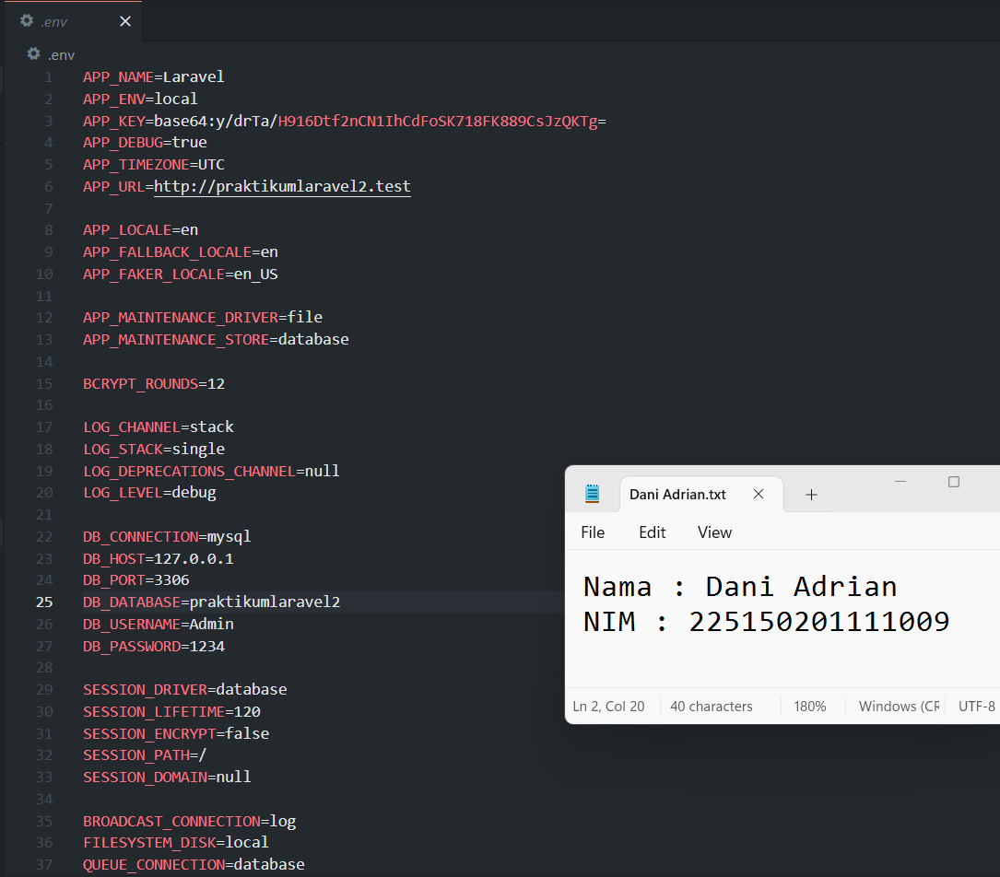 .env
.env
1 APP_NAME=Laravel
2 APP_ENV=local
3 APP_KEY=base64:y/drTa/H916Dtf2nCN1IhCdFoSK718FK889CsJzQKTg=
4 APP_DEBUG=true
5 APP_TIMEZONE=UTC
6 APP_URL=http://praktikumlaravel2.test
7
8 APP_LOCALE=en
9 APP_FALLBACK_LOCALE=en
10 APP_FAKER_LOCALE=en_US
11
12 APP_MAINTENANCE_DRIVER=file
13 APP_MAINTENANCE_STORE=database
14
15 BCRYPT_ROUNDS=12
16
17 LOG_CHANNEL=stack
18 LOG_STACK=single
19 LOG_DEPRECATIONS_CHANNEL=null
20 LOG_LEVEL=debug
21
22 DB_CONNECTION=mysql
23 DB_HOST=127.0.0.1
24 DB_PORT=3306
25 DB_DATABASE=praktikumlaravel2
26 DB_USERNAME=Admin
27 DB_PASSWORD=1234
28
29 SESSION_DRIVER=database
30 SESSION_LIFETIME=120
31 SESSION_ENCRYPT=false
32 SESSION_PATH=/
33 SESSION_DOMAIN=null
34
35 BROADCAST_CONNECTION=log
36 FILESYSTEM_DISK=local
37 QUEUE_CONNECTION=database
Dani Adrian.txt
File Edit View
Nama : Dani Adrian
NIM : 225150201111009
Ln 2, Col 20 40 characters 180% Windows (CR UTF-8